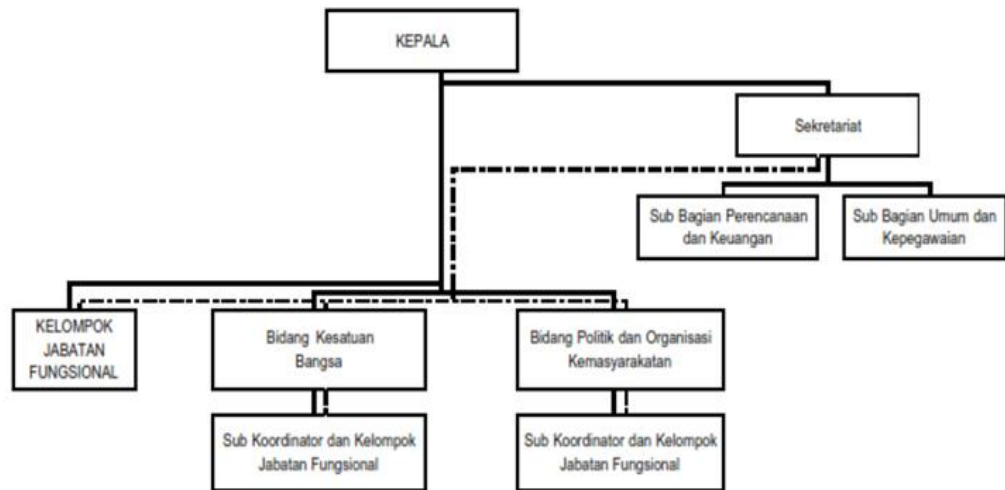 KEPALA
Sekretariat
Sub Bagian Perencanaan
dan Keuangan
Sub Bagian Umum dan
Kepegawaian
KELOMPOK
JABATAN
FUNGSIONAL
Bidang Kesatuan
Bangsa
Bidang Politik dan Organisasi
Kemasyarakatan
Sub Koordinator dan Kelompok
Jabatan Fungsional
Sub Koordinator dan Kelompok
Jabatan Fungsional